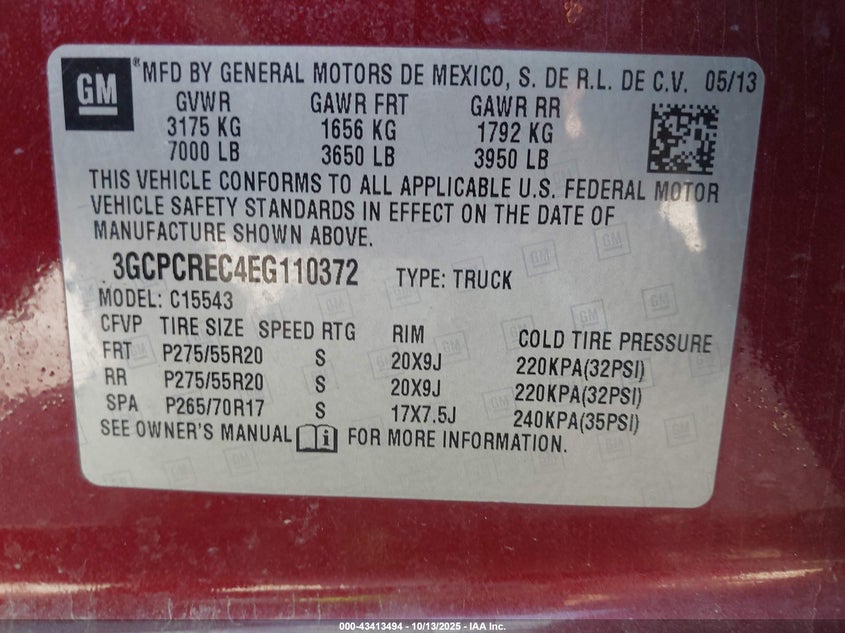 GM ® MFD BY GENERAL MOTORS DE MEXICO, S. DE R.L. DE C.V. 05/13
GVWR GAWR FRT GAWR RR
3175 KG 1656 KG 1792 KG
7000 LB 3650 LB 3950 LB
THIS VEHICLE CONFORMS TO ALL APPLICABLE U.S. FEDERAL MOTOR
VEHICLE SAFETY STANDARDS IN EFFECT ON THE DATE OF
MANUFACTURE SHOWN ABOVE.
3GCPCREC4EG110372 TYPE: TRUCK
MODEL: C15543
CFVP TIRE SIZE SPEED RTG RIM COLD TIRE PRESSURE
FRT P275/55R20 S 20X9J 220KPA(32PSI)
RR P275/55R20 S 20X9J 220KPA(32PSI)
SPA P265/70R17 S 17X7.5J 240KPA(35PSI)
SEE OWNER'S MANUAL i FOR MORE INFORMATION.
000-43413494 - 10/13/2025 - IAA Inc.